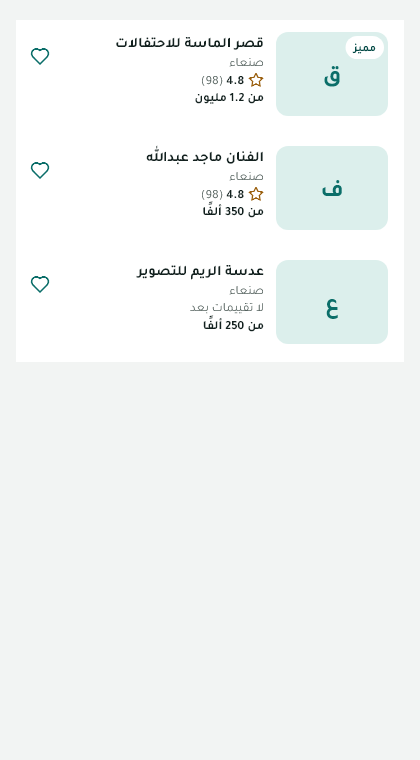 مميز
ق
قصر الماسة للاحتفالات
صنعاء
4.8 (98)
من 1.2 مليون
ف
الفنان ماجد عبدالله
صنعاء
4.8 (98)
من 350 ألفًا
ع
عدسة الريم للتصوير
صنعاء
لا تقييمات بعد
من 250 ألفًا